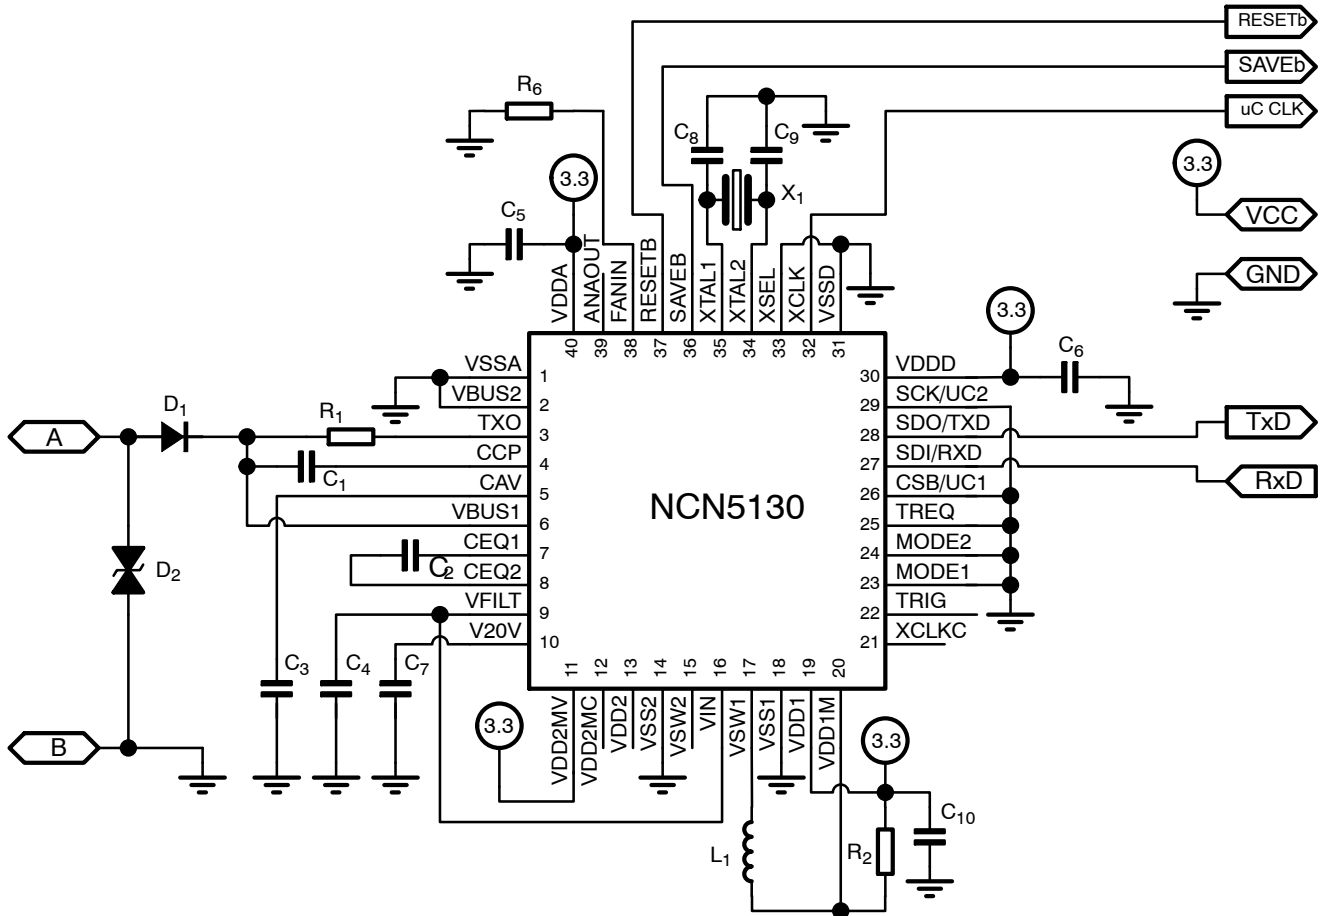 RESETb
SAVEb
uC CLK
R6
C8
C9
3.3
3.3
X1
C5
VCC
GND
VDDA
ANAOUT
FANIN
RESETB
SAVEB
XTAL1
XTAL2
XSEL
XCLK
VSSD
3.3
40
39
38
37
36
35
34
33
32
31
C6
VSSA
1
30
VDDD
VBUS2
2
29
SCK/UC2
D1
R1
A
TXO
3
28
SDO/TXD
TxD
C1
CCP
4
27
SDI/RXD
RxD
CAV
5
26
CSB/UC1
NCN5130
VBUS1
6
25
TREQ
C2
CEQ1
7
24
MODE2
D2
CEQ2
8
23
MODE1
VFILT
9
22
TRIG
V20V
10
21
XCLKC
C3
C4
C7
11
12
13
14
15
16
17
18
19
20
B
3.3
VDD2MV
VDD2MC
VDD2
VSS2
VSW2
VIN
VSW1
VSS1
VDD1
VDD1M
3.3
C10
L1
R2